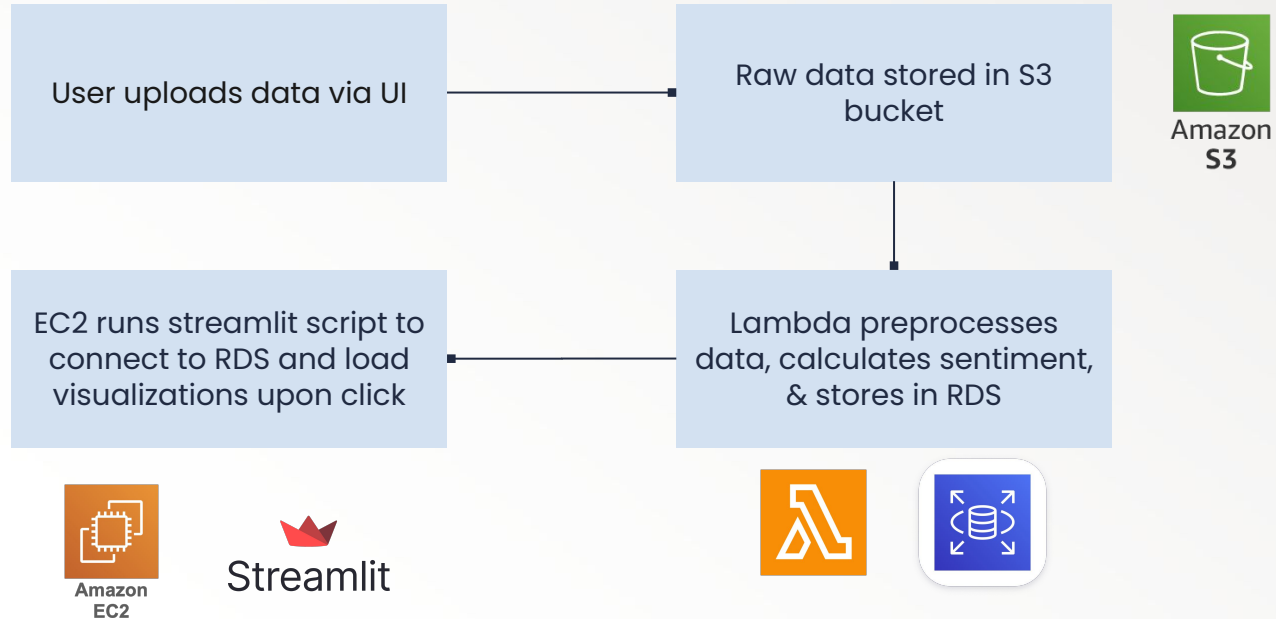 User uploads data via UI
Raw data stored in S3
bucket
Amazon
S3
EC2 runs streamlit script to
connect to RDS and load
visualizations upon click
Lambda preprocesses
data, calculates sentiment,
& stores in RDS
Amazon
EC2
Streamlit